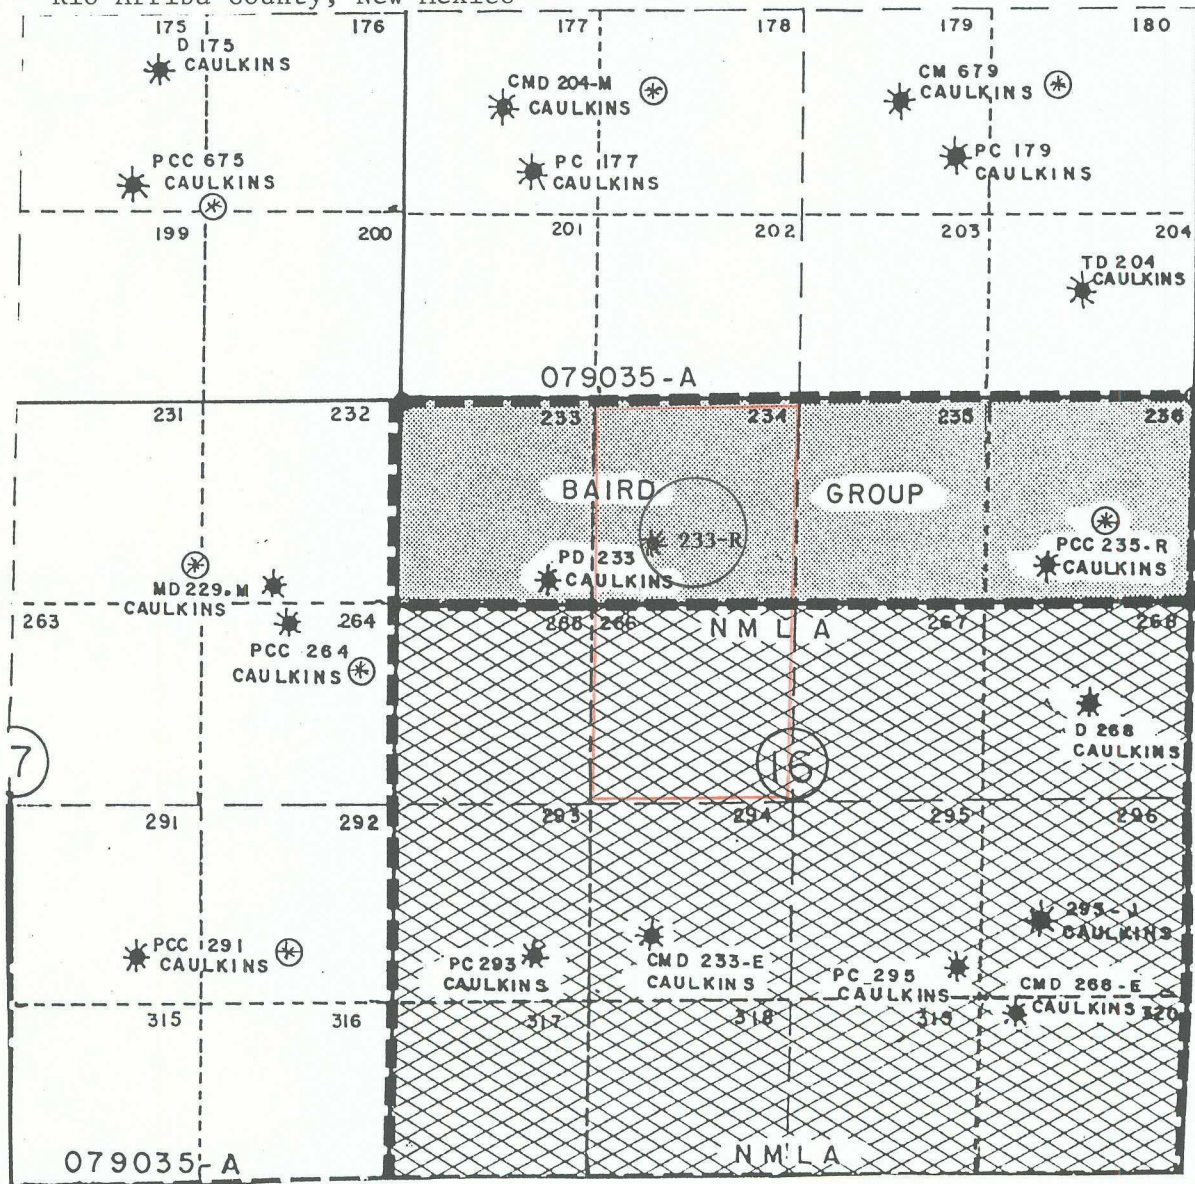 Rio Arriba County, New Mexico
175 176 177 178 179 180
D 175
CAULKINS
CMD 204-M
CAULKINS
CM 679
CAULKINS
PCC 675
CAULKINS
PC 177
CAULKINS
PC 179
CAULKINS
199 200 201 202 203 204
TD 204
CAULKINS
079035-A
231 232 233 234 235 236
BAIRD GROUP
233-R
PD 233
CAULKINS
PCC 235-R
CAULKINS
MD 229-M
CAULKINS
263 264 265 266 NMLA 267 268
PCC 264
CAULKINS
D 268
CAULKINS
7
16
291 292 293 294 295 296
295-J
CAULKINS
PCC 291
CAULKINS
PC 293
CAULKINS
CMD 233-E
CAULKINS
PC 295
CAULKINS
CMD 268-E
CAULKINS
315 316 317 318 319 320
079035-A
NMLA